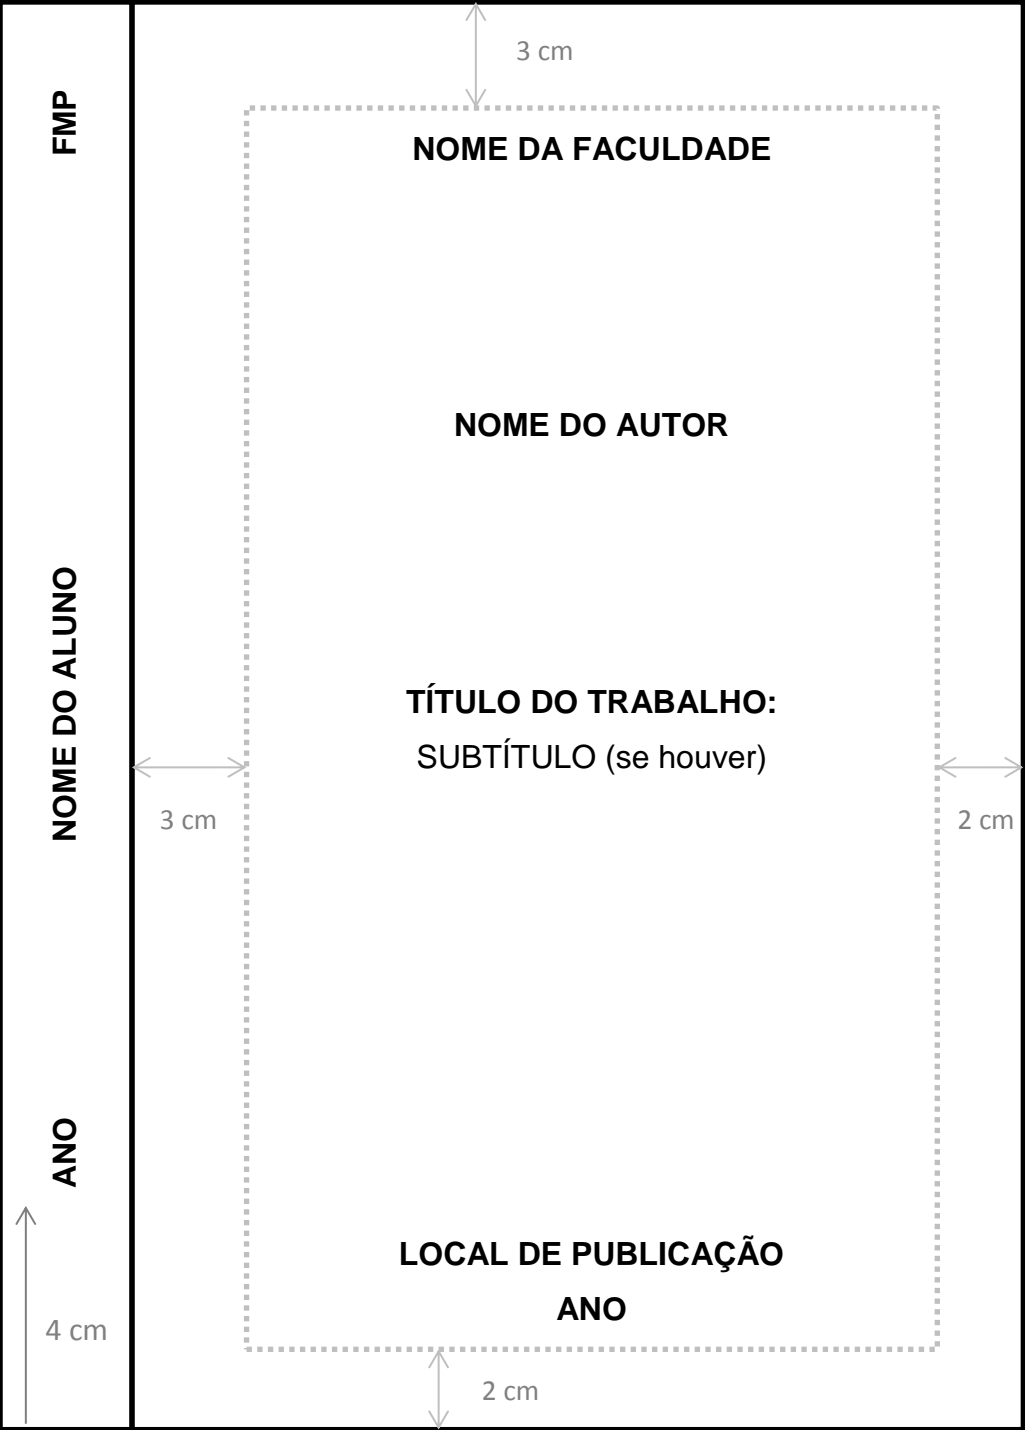 FMP
NOME DO ALUNO
ANO
4 cm
3 cm
NOME DA FACULDADE
NOME DO AUTOR
TÍTULO DO TRABALHO:
SUBTÍTULO (se houver)
3 cm
2 cm
LOCAL DE PUBLICAÇÃO
ANO
2 cm